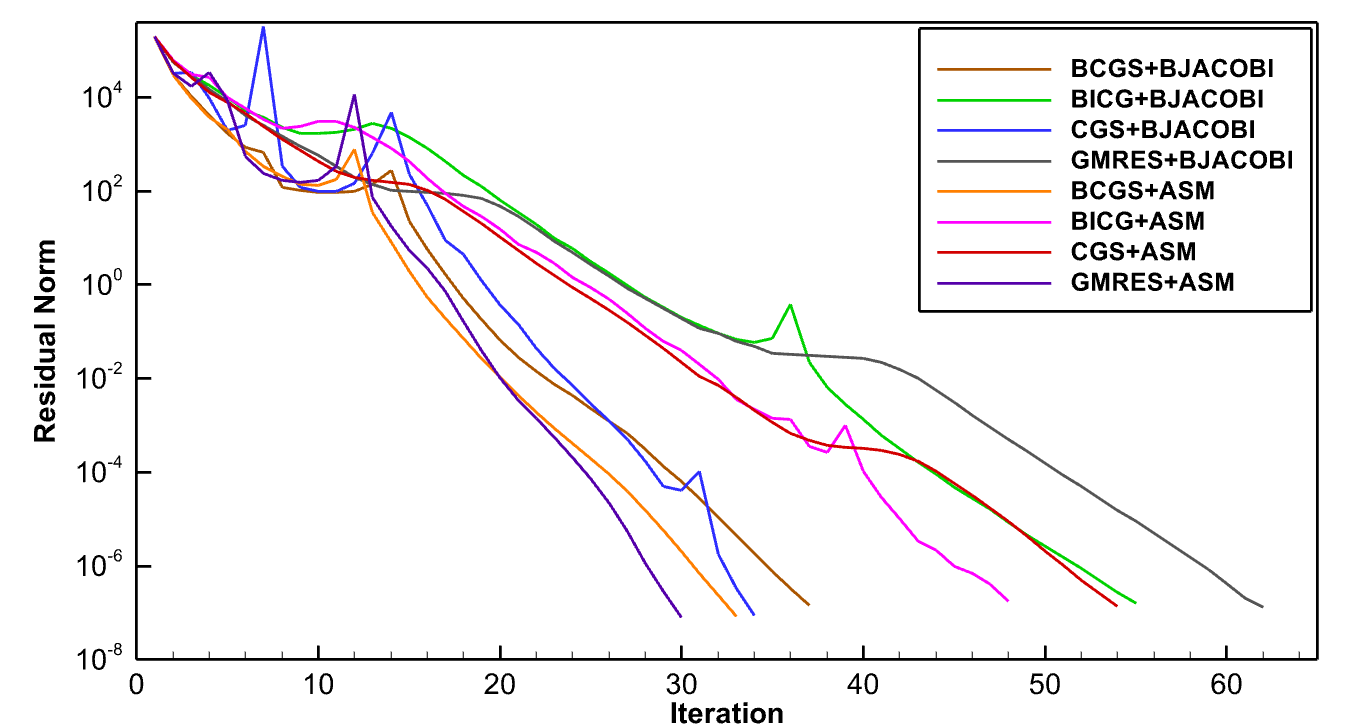 Residual Norm
10^4
10^2
10^0
10^-2
10^-4
10^-6
10^-8
0 10 20 30 40 50 60
Iteration
BCGS+BJACOBI
BICG+BJACOBI
CGS+BJACOBI
GMRES+BJACOBI
BCGS+ASM
BICG+ASM
CGS+ASM
GMRES+ASM